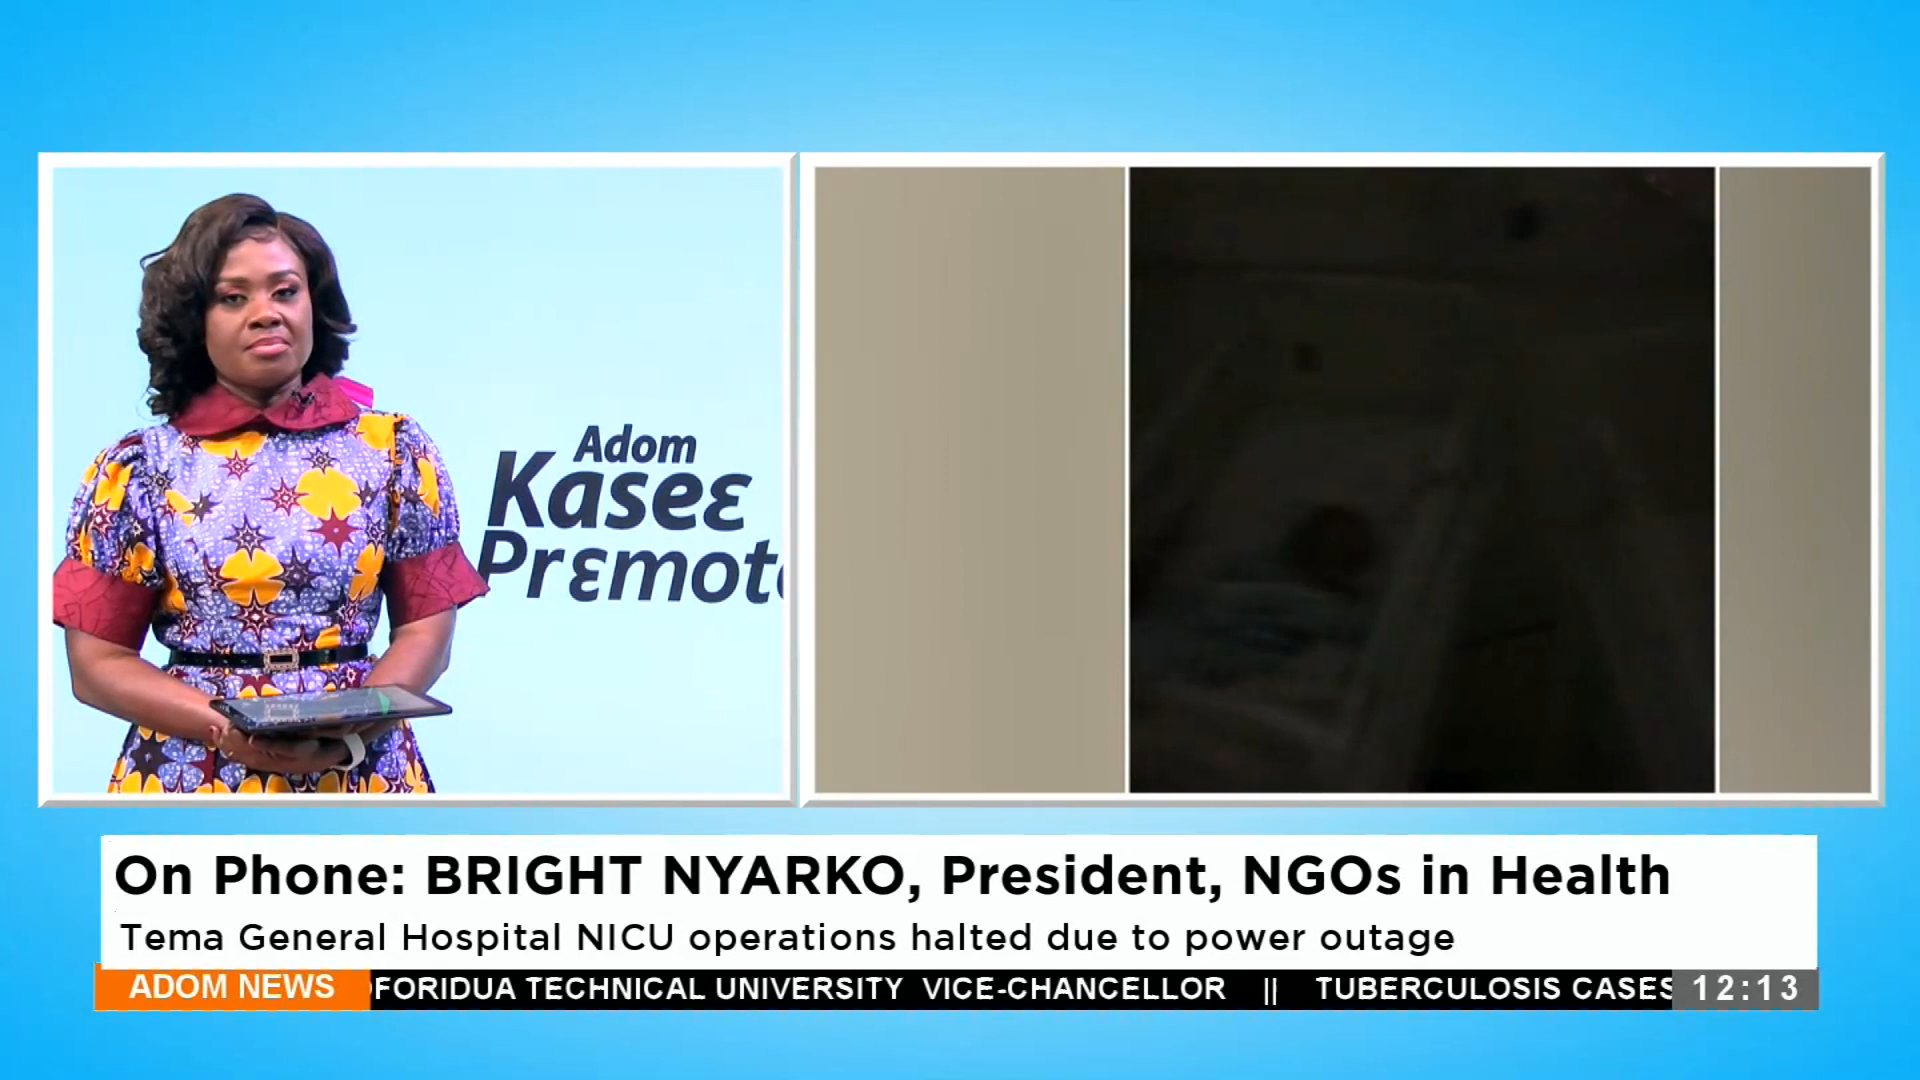 Adom
Kaseɛ
Prɛmot
On Phone: BRIGHT NYARKO, President, NGOs in Health
Tema General Hospital NICU operations halted due to power outage
ADOM NEWS
FORIDUA TECHNICAL UNIVERSITY VICE-CHANCELLOR || TUBERCULOSIS CASES
12:13